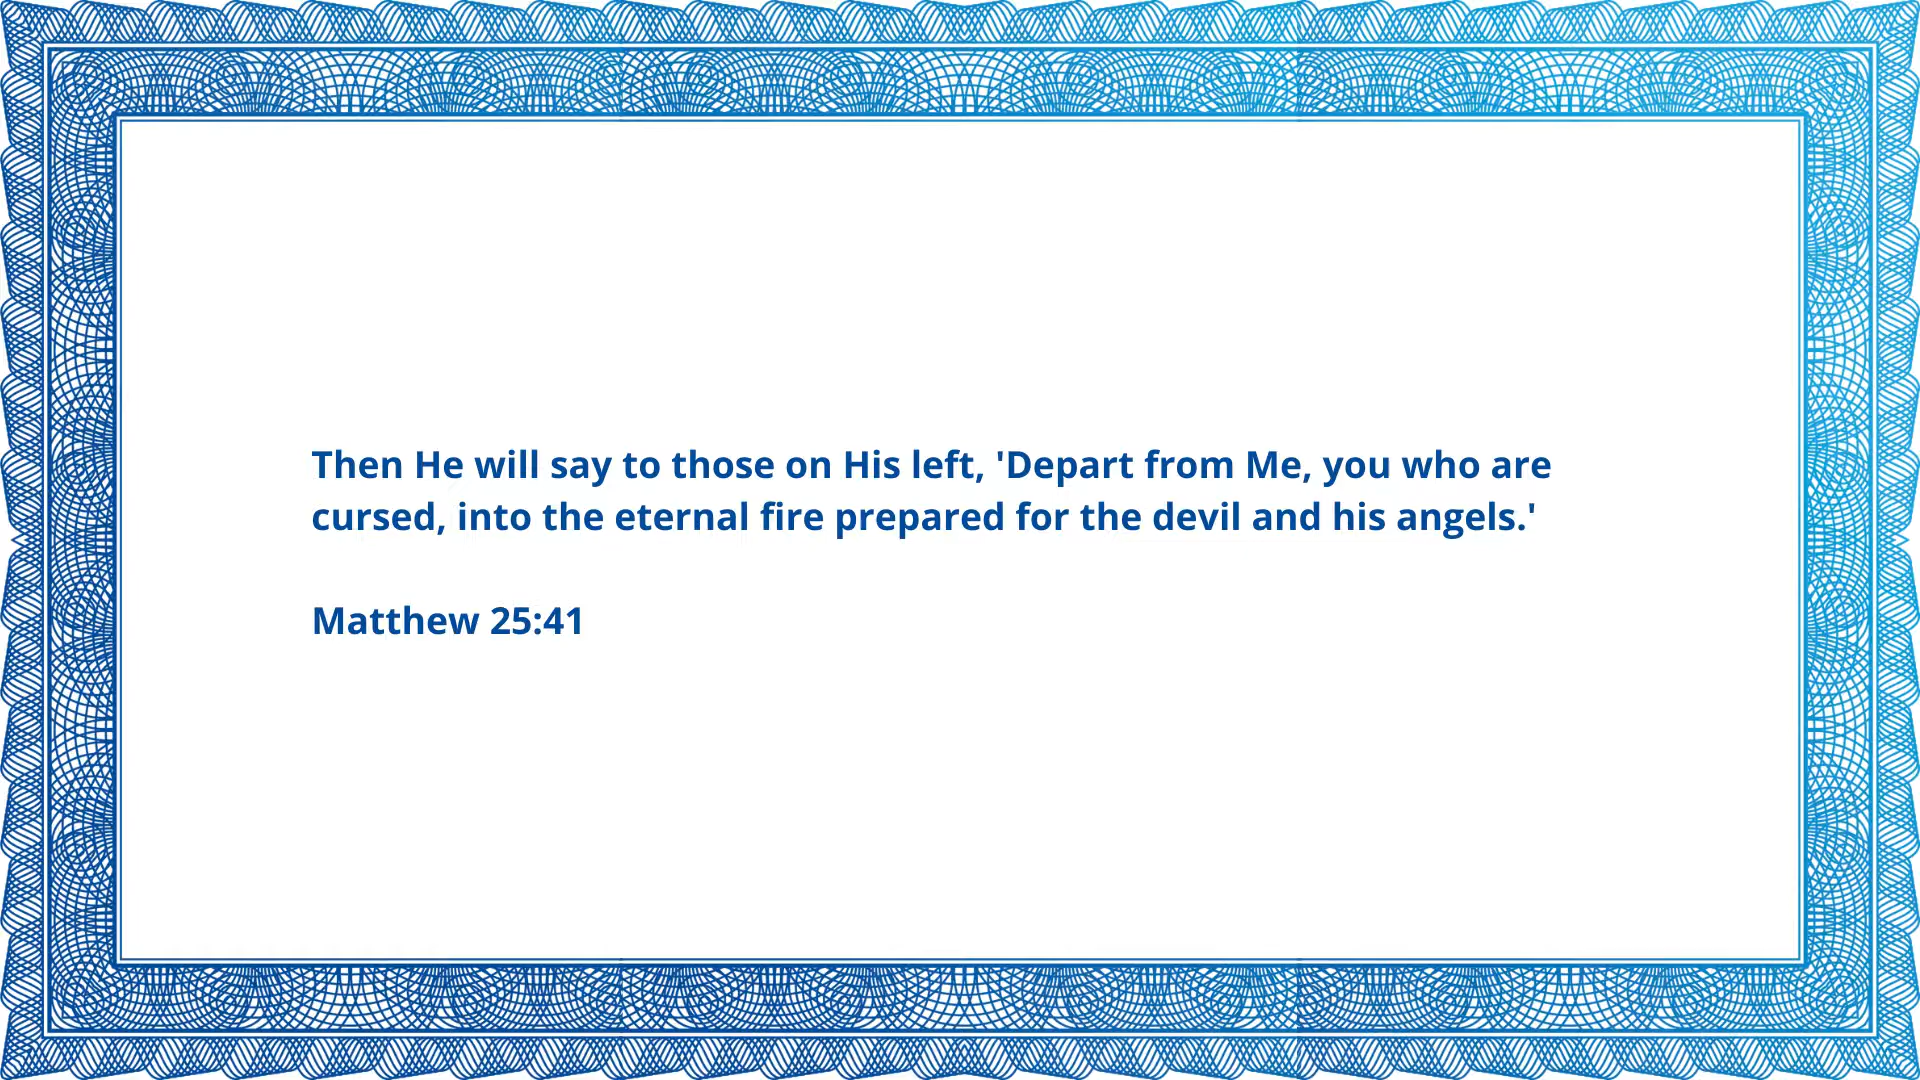 Then He will say to those on His left, 'Depart from Me, you who are
cursed, into the eternal fire prepared for the devil and his angels.'
Matthew 25:41